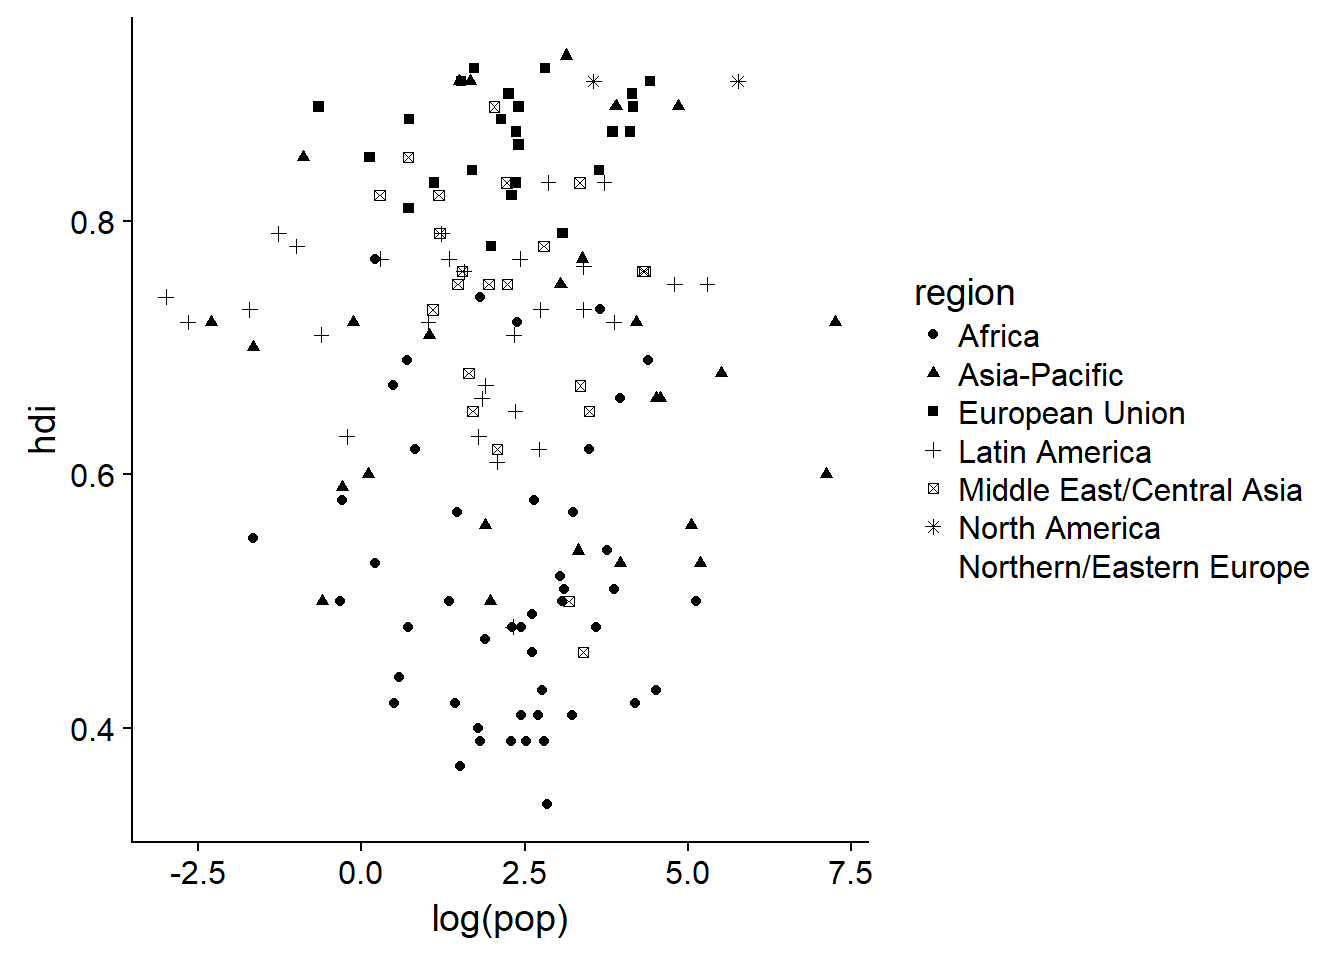 0.8
0.6
0.4
hdi
-2.5 0.0 2.5 5.0 7.5
log(pop)
region
Africa
Asia-Pacific
European Union
Latin America
Middle East/Central Asia
North America
Northern/Eastern Europe